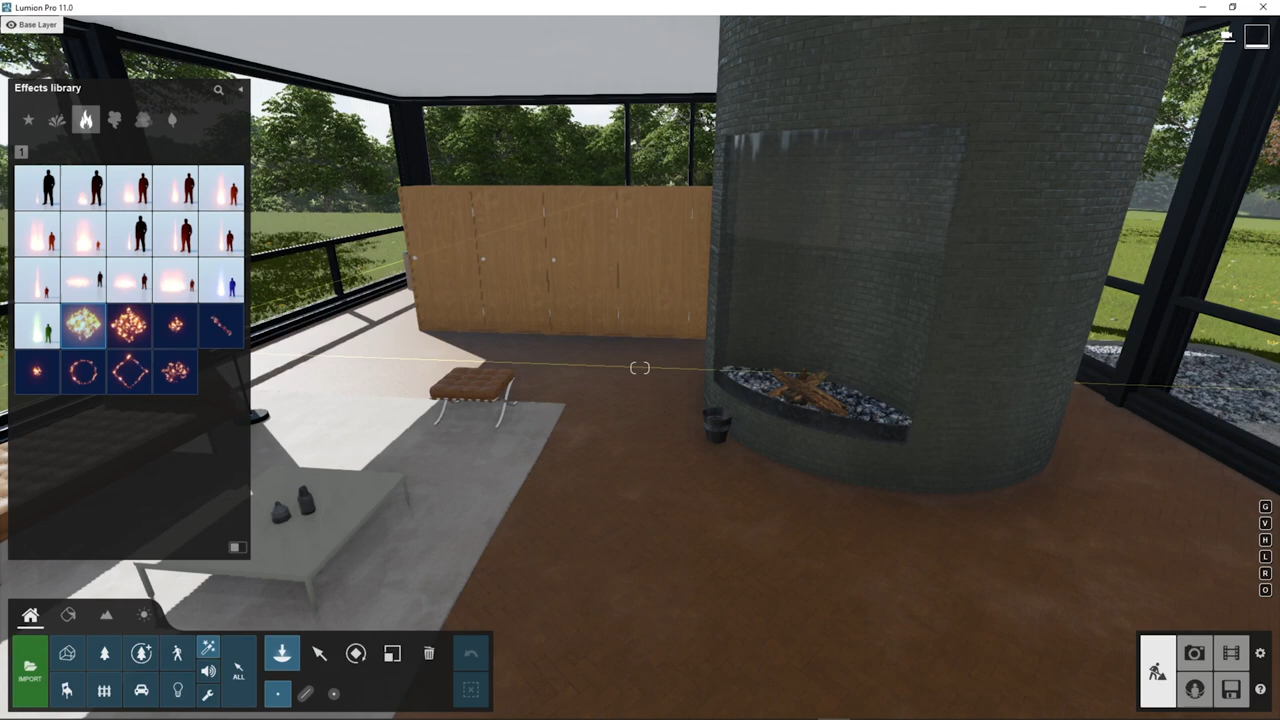 Lumion Pro 11.0
Base Layer
Effects library
1
G
V
H
L
R
O
IMPORT
ALL
?